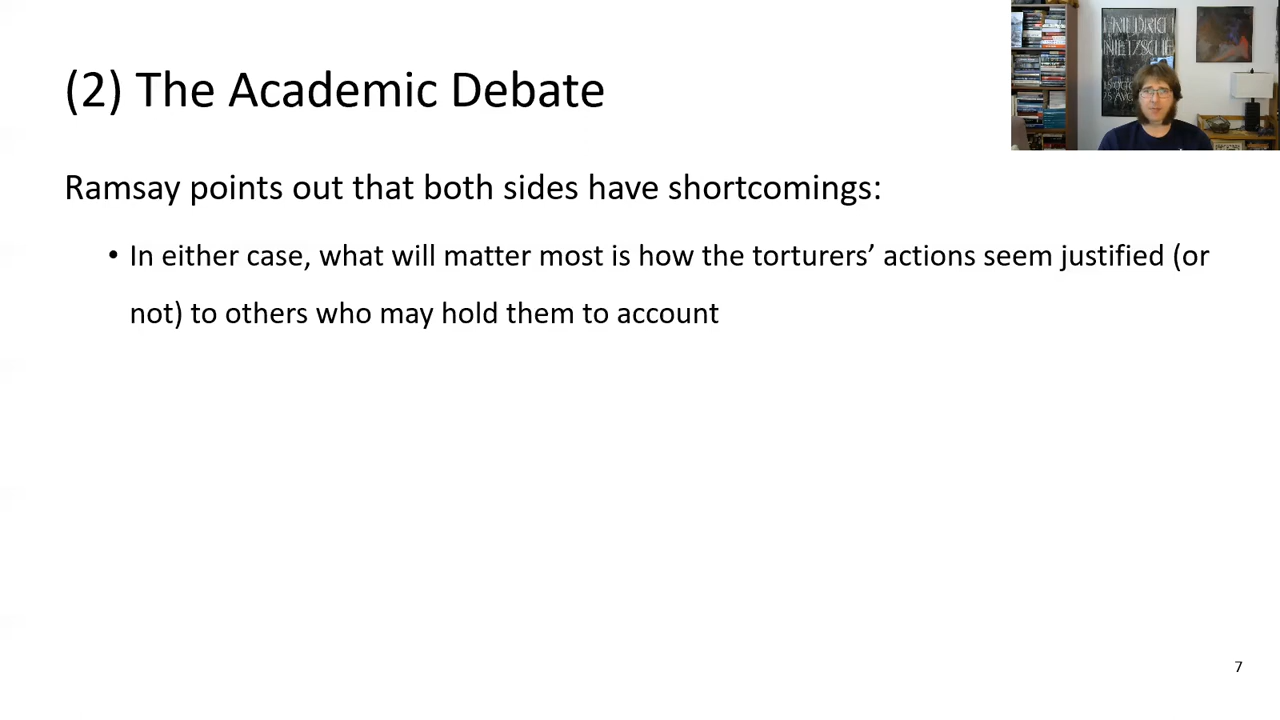 (2) The Academic Debate
FRIEDRICH
NIETZSCHE
Ramsay points out that both sides have shortcomings:
• In either case, what will matter most is how the torturers’ actions seem justified (or
not) to others who may hold them to account
7